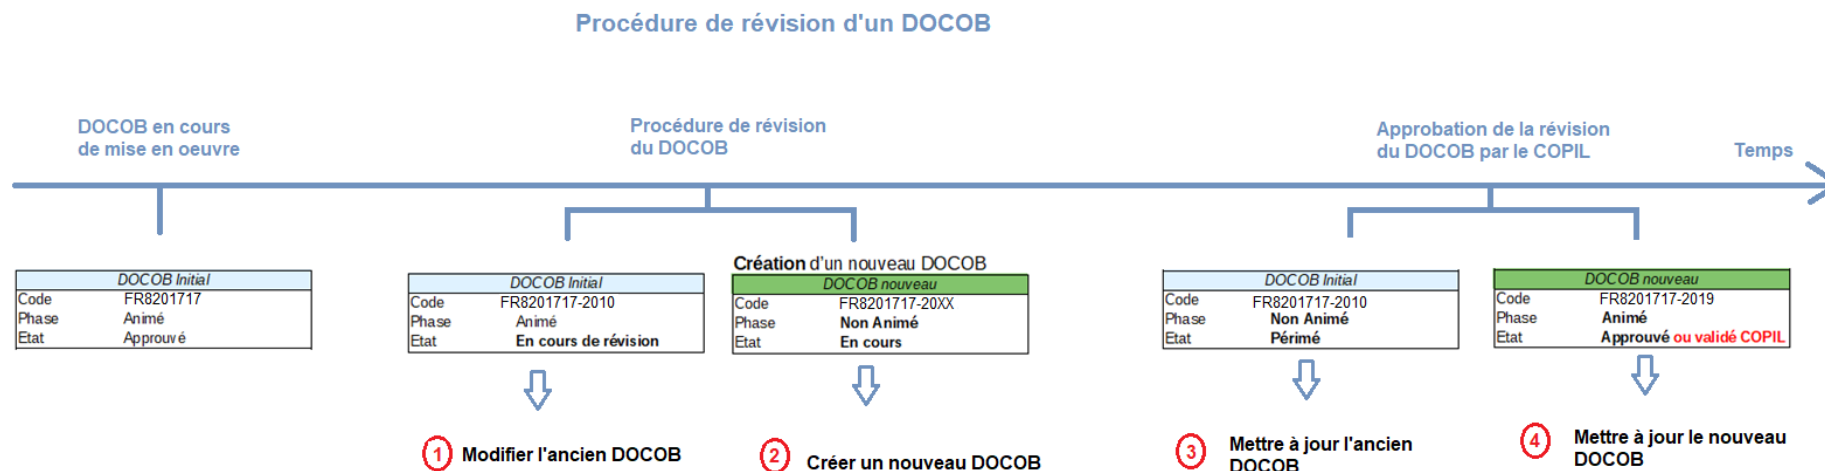 Procédure de révision d'un DOCOB
DOCOB en cours
de mise en oeuvre
Procédure de révision
du DOCOB
Approbation de la révision
du DOCOB par le COPIL
Temps
DOCOB Initial
Code FR8201717
Phase Animé
Etat Approuvé
DOCOB Initial
Code FR8201717-2010
Phase Animé
Etat En cours de révision
Création d'un nouveau DOCOB
DOCOB nouveau
Code FR8201717-20XX
Phase Non Animé
Etat En cours
DOCOB Initial
Code FR8201717-2010
Phase Non Animé
Etat Périmé
DOCOB nouveau
Code FR8201717-2019
Phase Animé
Etat Approuvé ou validé COPIL
1 Modifier l'ancien DOCOB
2 Créer un nouveau DOCOB
3 Mettre à jour l'ancien
DOCOB
4 Mettre à jour le nouveau
DOCOB